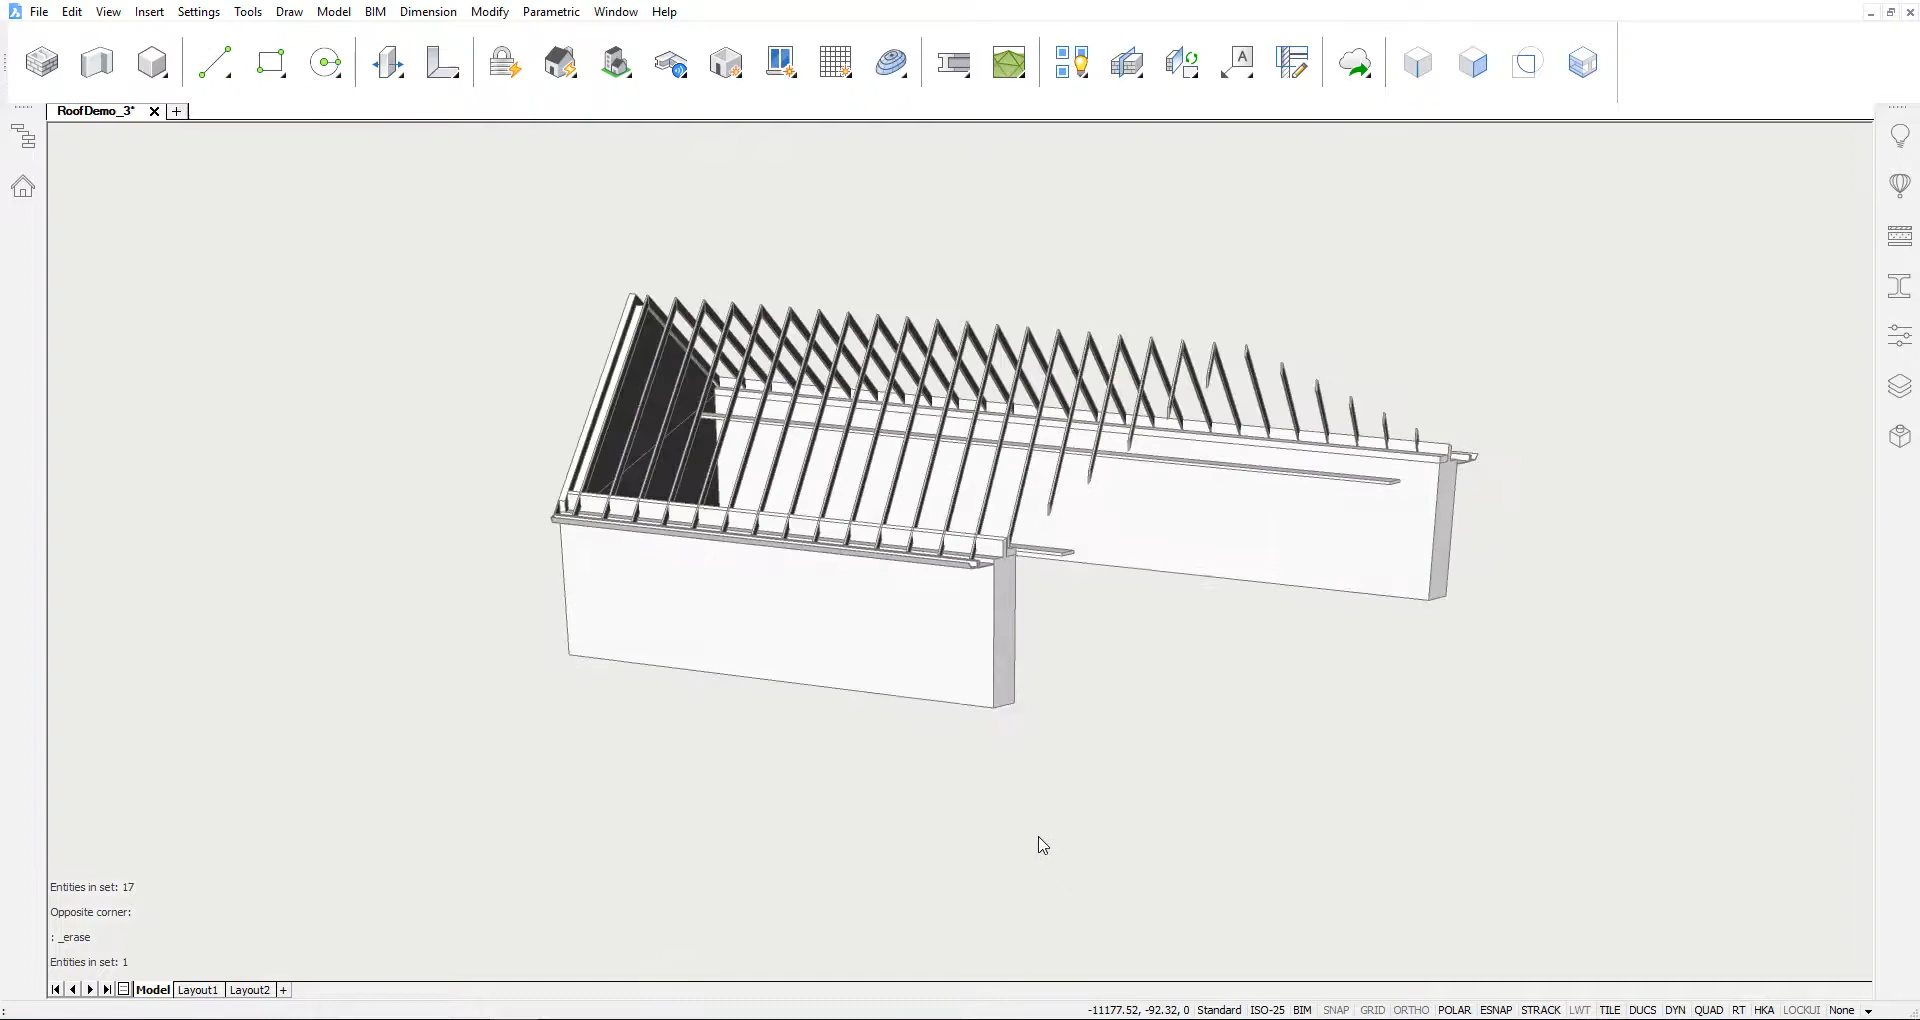 File Edit View Insert Settings Tools Draw Model BIM Dimension Modify Parametric Window Help
A
RoofDemo_3*
Entities in set: 17
Opposite corner:
: _erase
Entities in set: 1
Model Layout1 Layout2 +
: -11177.52, -92.32, 0 Standard ISO-25 BIM SNAP GRID ORTHO POLAR ESNAP STRACK LWT TILE DUCS DYN QUAD RT HKA LOCKUI None